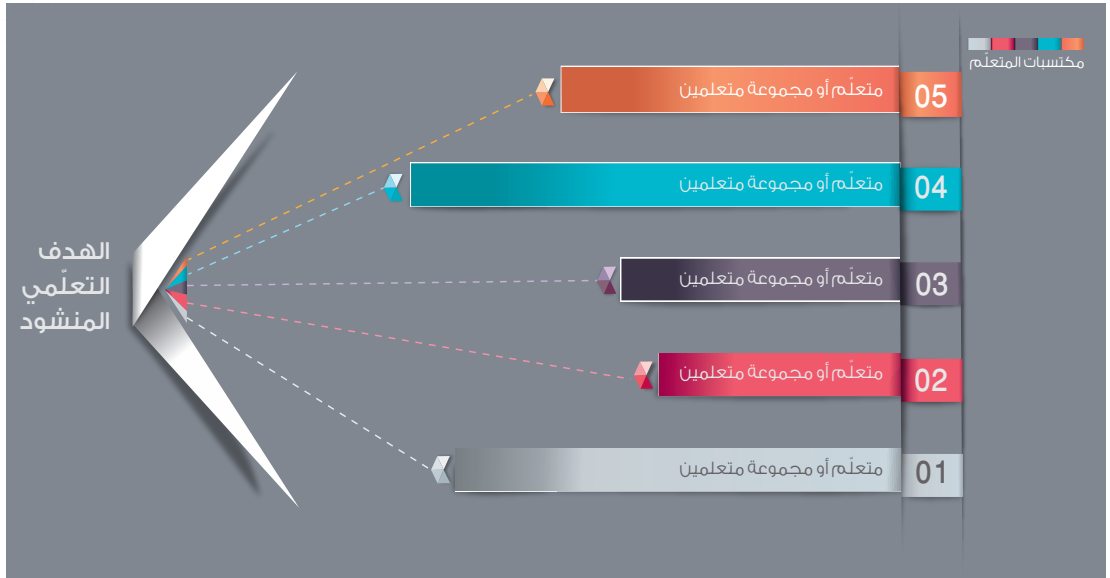 مكتسبات المتعلّم
05
متعلّم أو مجموعة متعلمين
04
متعلّم أو مجموعة متعلمين
03
متعلّم أو مجموعة متعلمين
02
متعلّم أو مجموعة متعلمين
01
متعلّم أو مجموعة متعلمين
الهدف
التعلّمي
المنشود